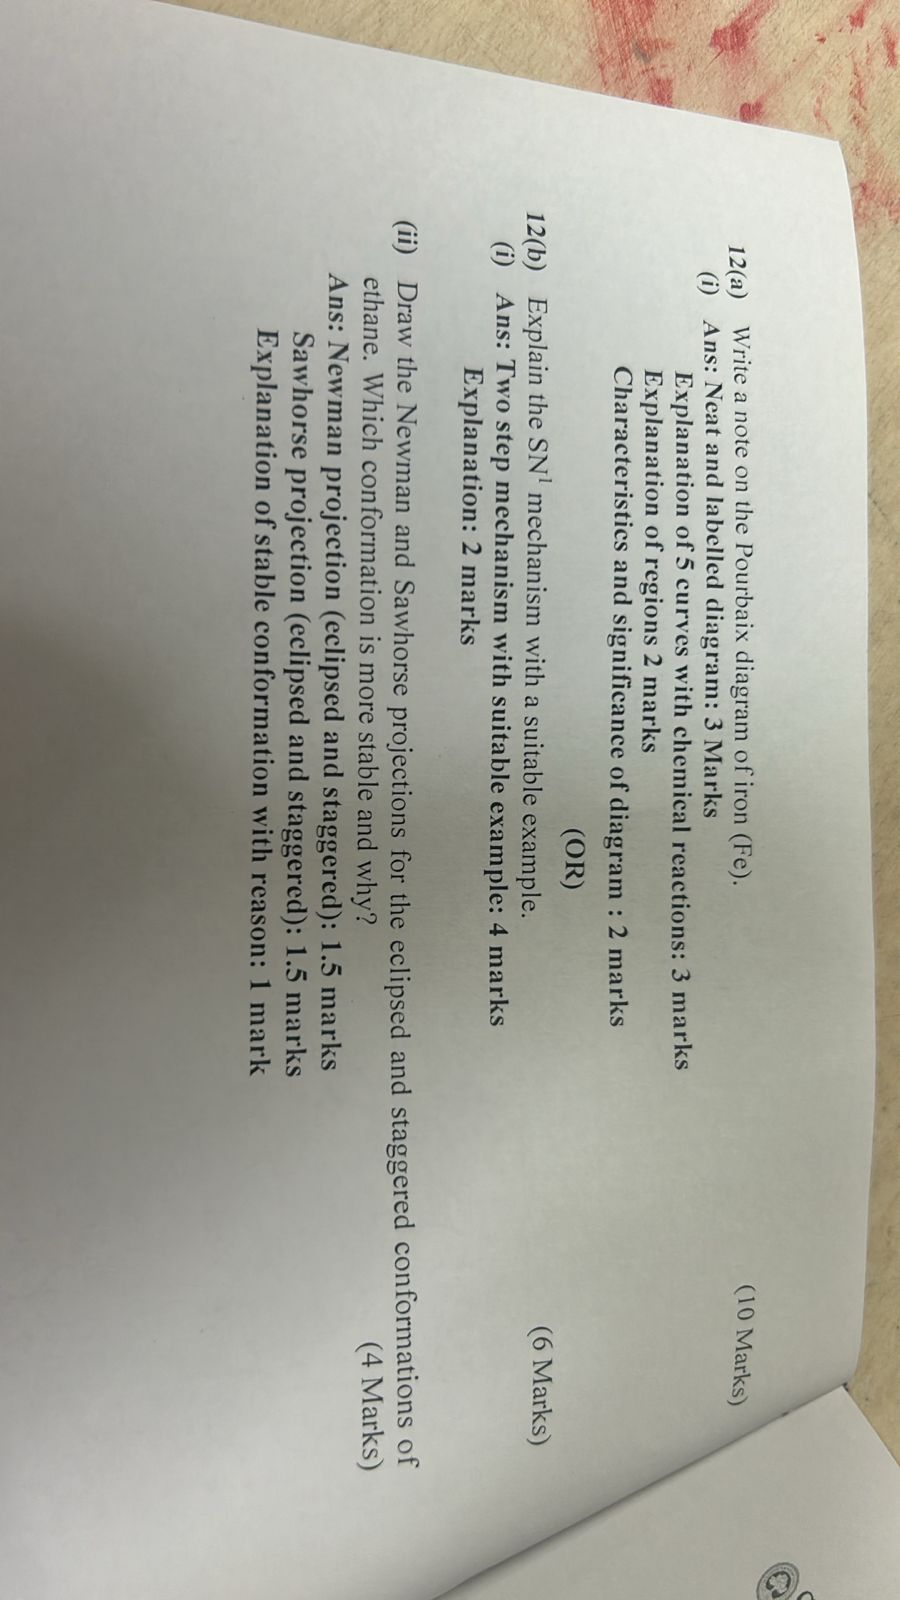 12(a) Write a note on the Pourbaix diagram of iron (Fe). (10 Marks)
(i) Ans: Neat and labelled diagram: 3 Marks
Explanation of 5 curves with chemical reactions: 3 marks
Explanation of regions 2 marks
Characteristics and significance of diagram : 2 marks
(OR)
12(b) Explain the SN¹ mechanism with a suitable example. (6 Marks)
(i) Ans: Two step mechanism with suitable example: 4 marks
Explanation: 2 marks
(ii) Draw the Newman and Sawhorse projections for the eclipsed and staggered conformations of
ethane. Which conformation is more stable and why? (4 Marks)
Ans: Newman projection (eclipsed and staggered): 1.5 marks
Sawhorse projection (eclipsed and staggered): 1.5 marks
Explanation of stable conformation with reason: 1 mark